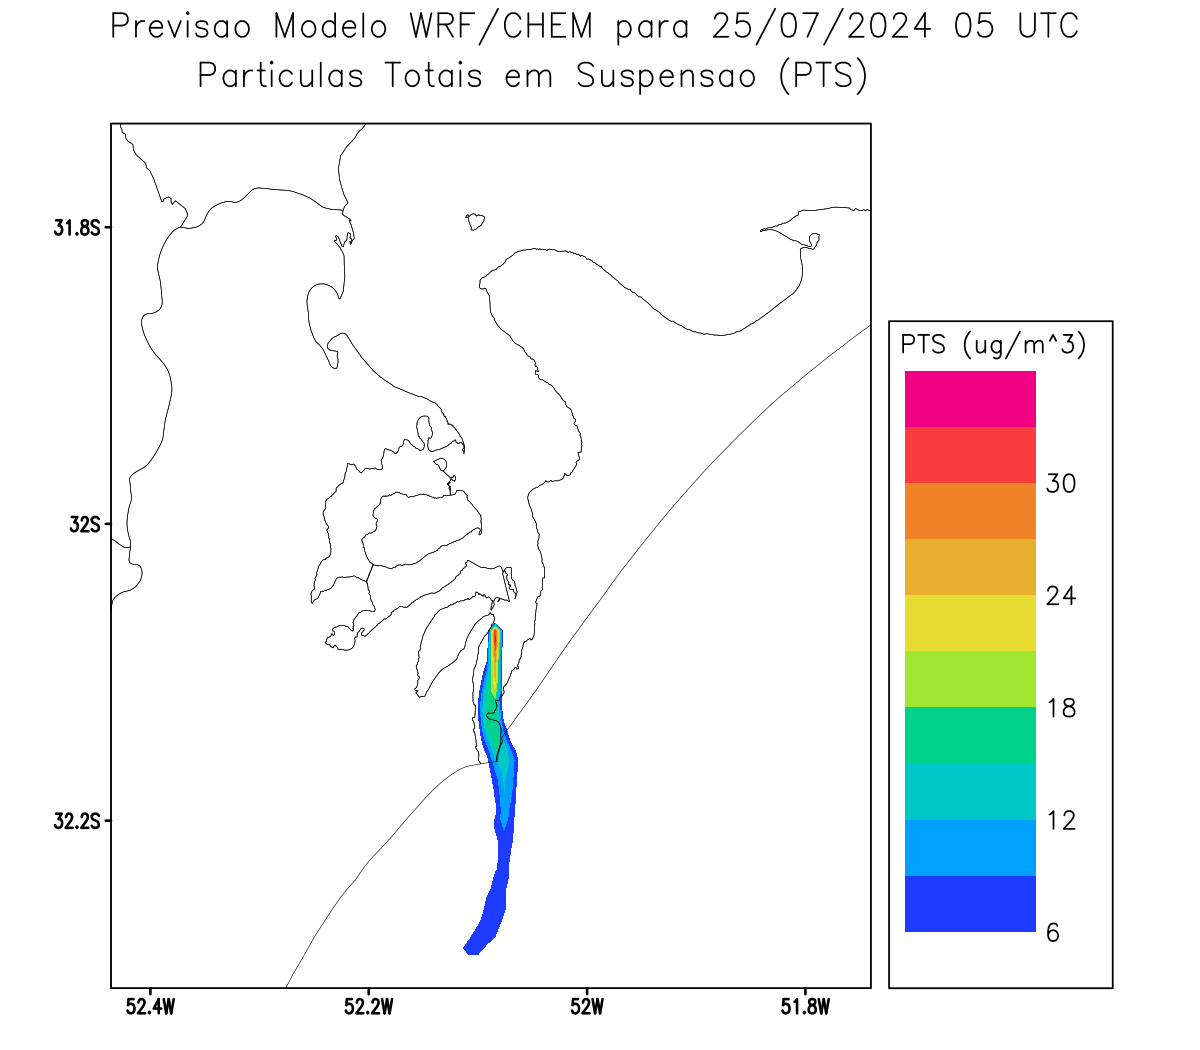 Previsao Modelo WRF/CHEM para 25/07/2024 05 UTC
Particulas Totais em Suspensao (PTS)
31.8S
32S
32.2S
52.4W
52.2W
52W
51.8W
PTS (ug/m^3)
30
24
18
12
6